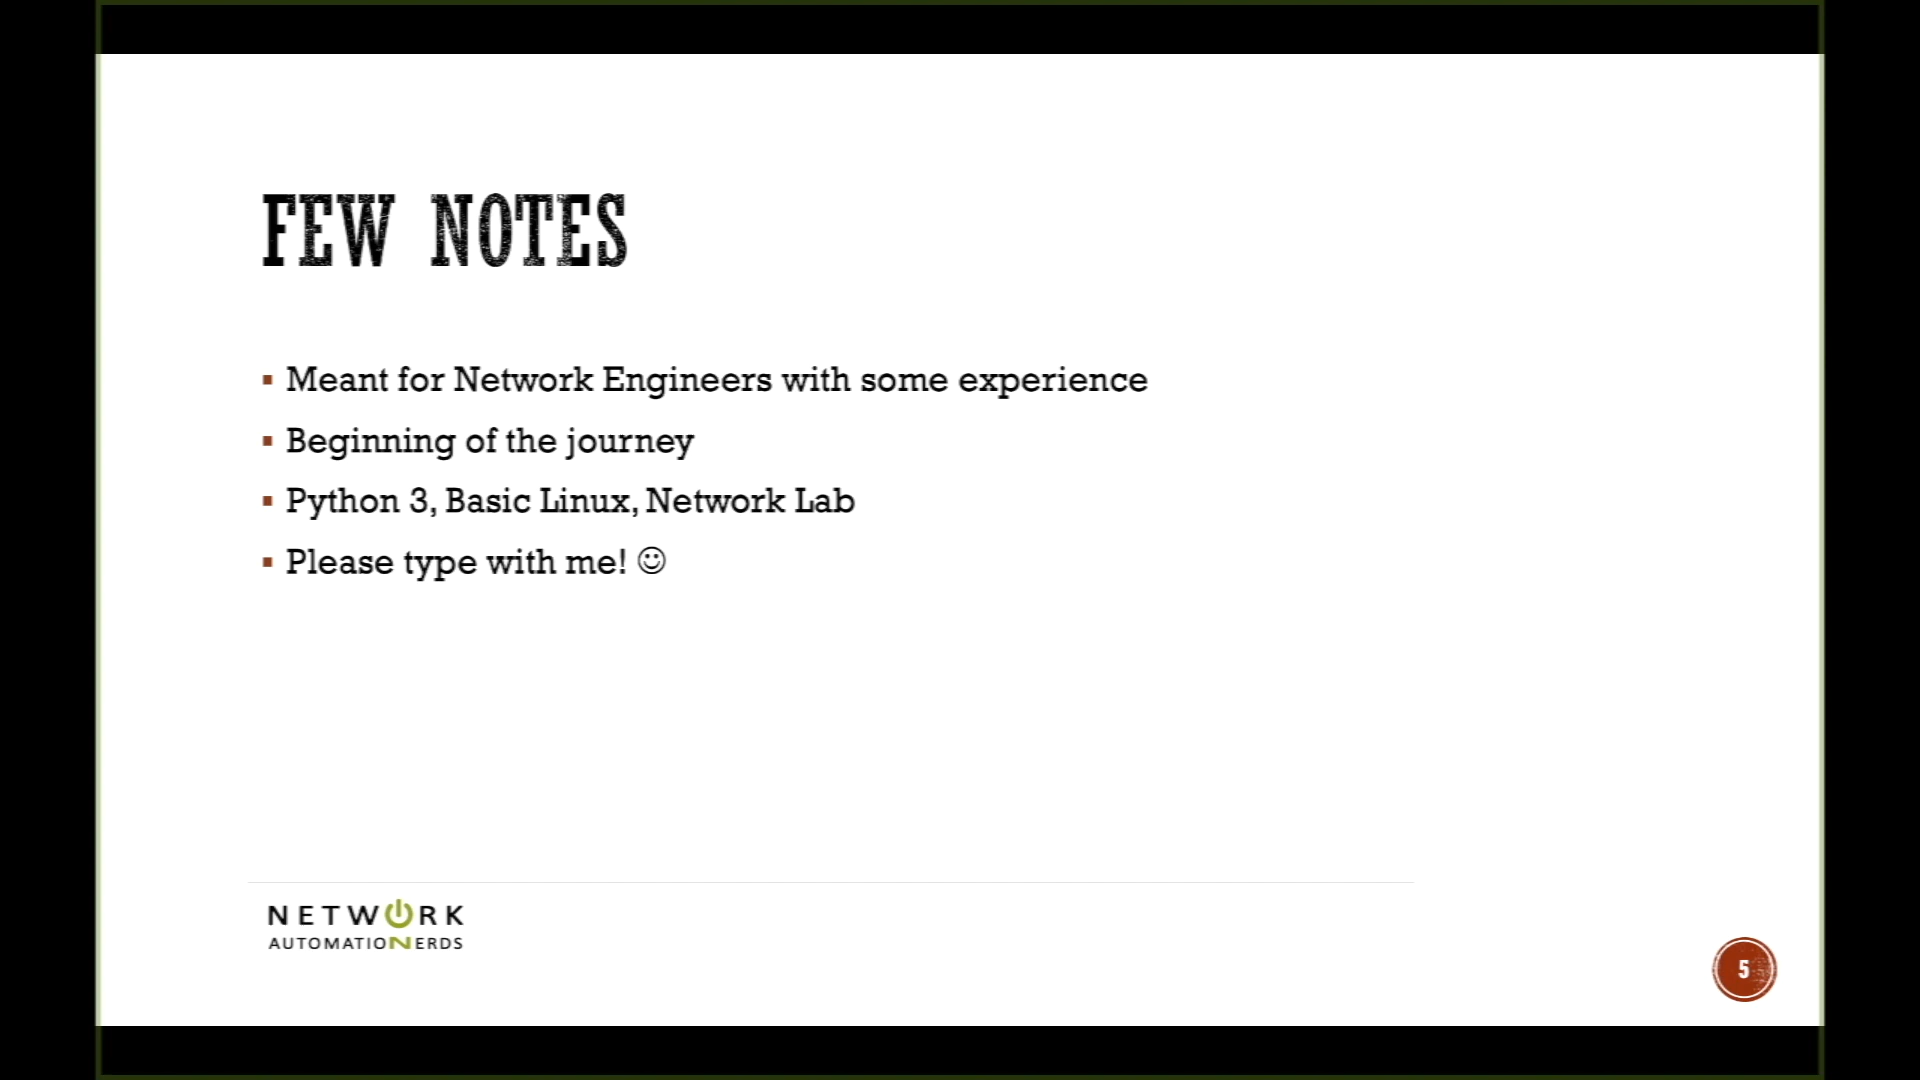 FEW NOTES
▪ Meant for Network Engineers with some experience
▪ Beginning of the journey
▪ Python 3, Basic Linux, Network Lab
▪ Please type with me! ☺
NETWORK
AUTOMATIONERDS
5